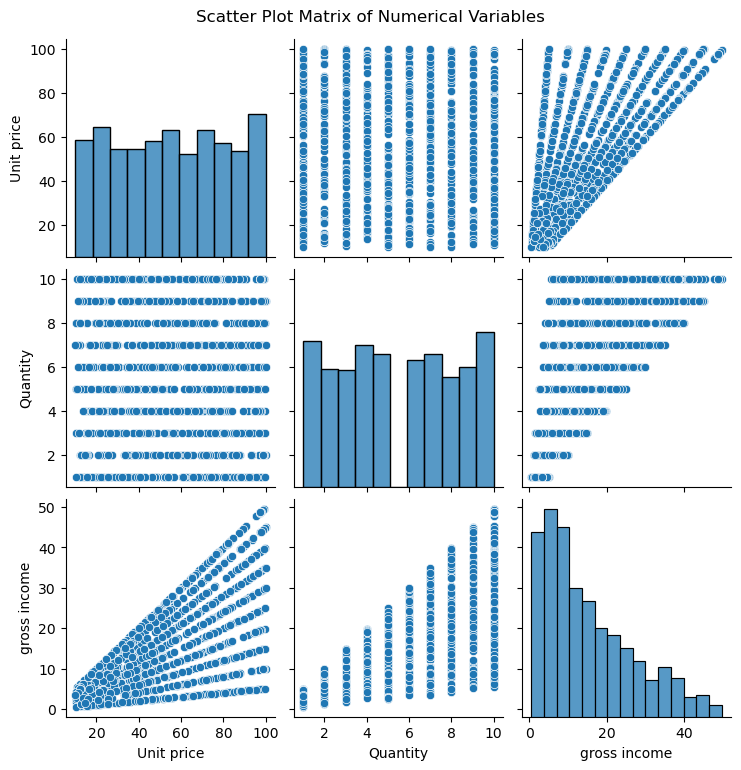 Scatter Plot Matrix of Numerical Variables
100
80
60
40
20
Unit price
10
8
6
4
2
Quantity
50
40
30
20
10
0
gross income
20 40 60 80 100
Unit price
2 4 6 8 10
Quantity
0 20 40
gross income